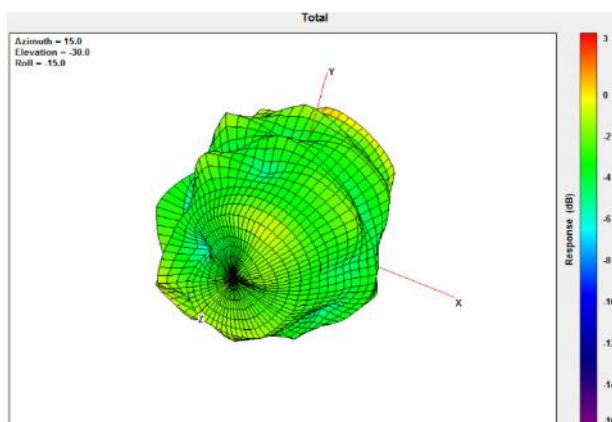 Total
Azimuth = 15.0
Elevation = -30.0
Roll = -15.0
Y
X
Z
3
0
-2
-4
-6
-8
-10
-12
-14
-16
Response (dB)